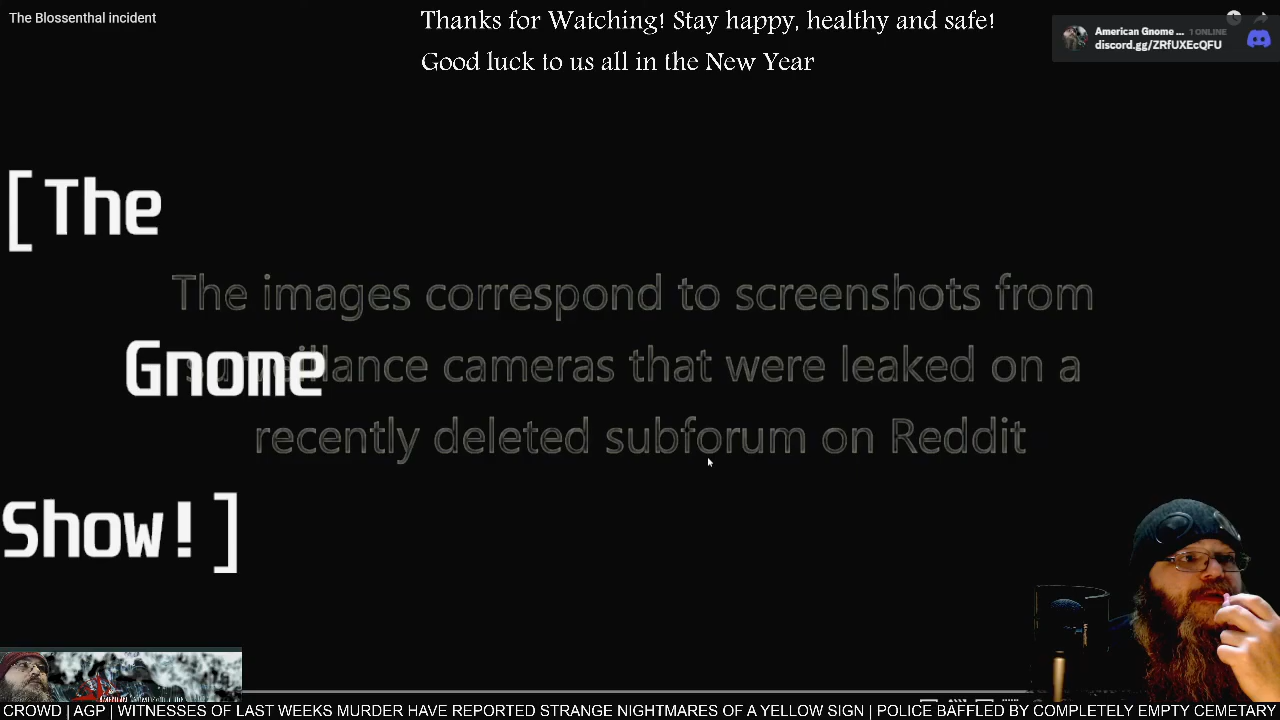 The Blossenthal incident
Thanks for Watching! Stay happy, healthy and safe!
Good luck to us all in the New Year
American Gnome ...
1 ONLINE
discord.gg/ZRfUXEcQFU
[The
Gnome
Show!]
The images correspond to screenshots from
surveillance cameras that were leaked on a
recently deleted subforum on Reddit
CROWD | AGP | WITNESSES OF LAST WEEKS MURDER HAVE REPORTED STRANGE NIGHTMARES OF A YELLOW SIGN | POLICE BAFFLED BY COMPLETELY EMPTY CEMETARY